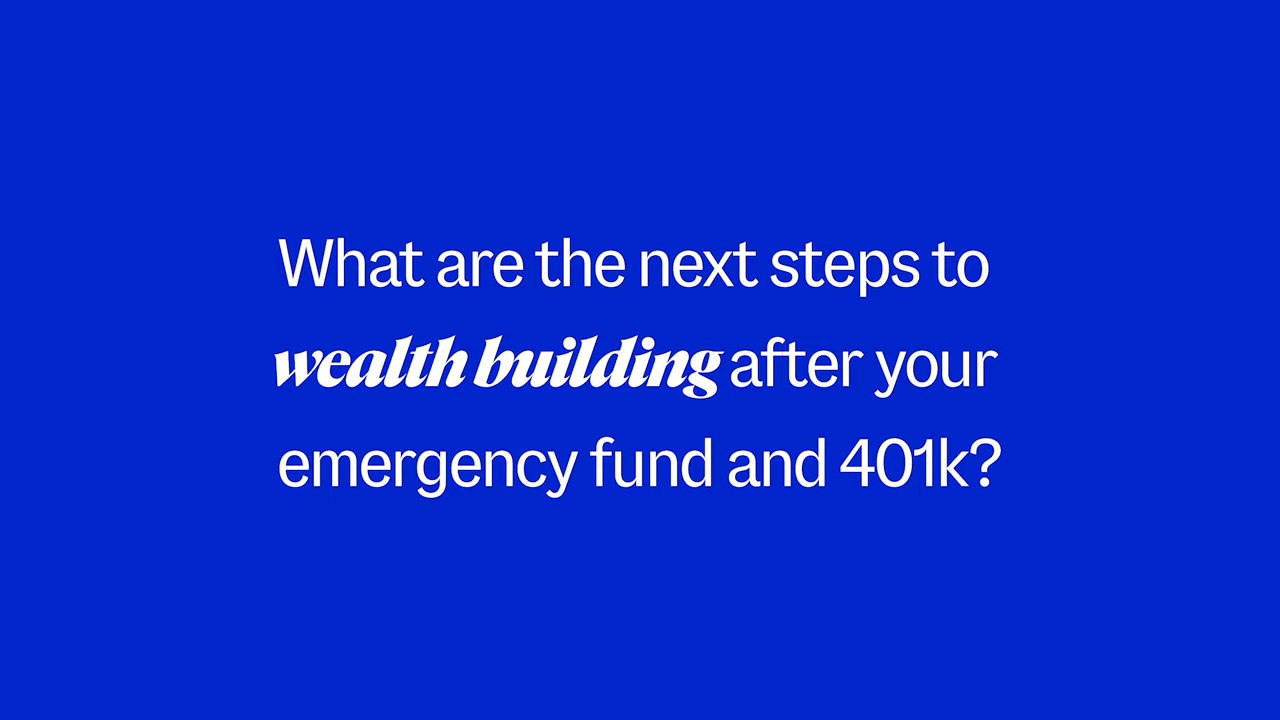 What are the next steps to
wealth building after your
emergency fund and 401k?